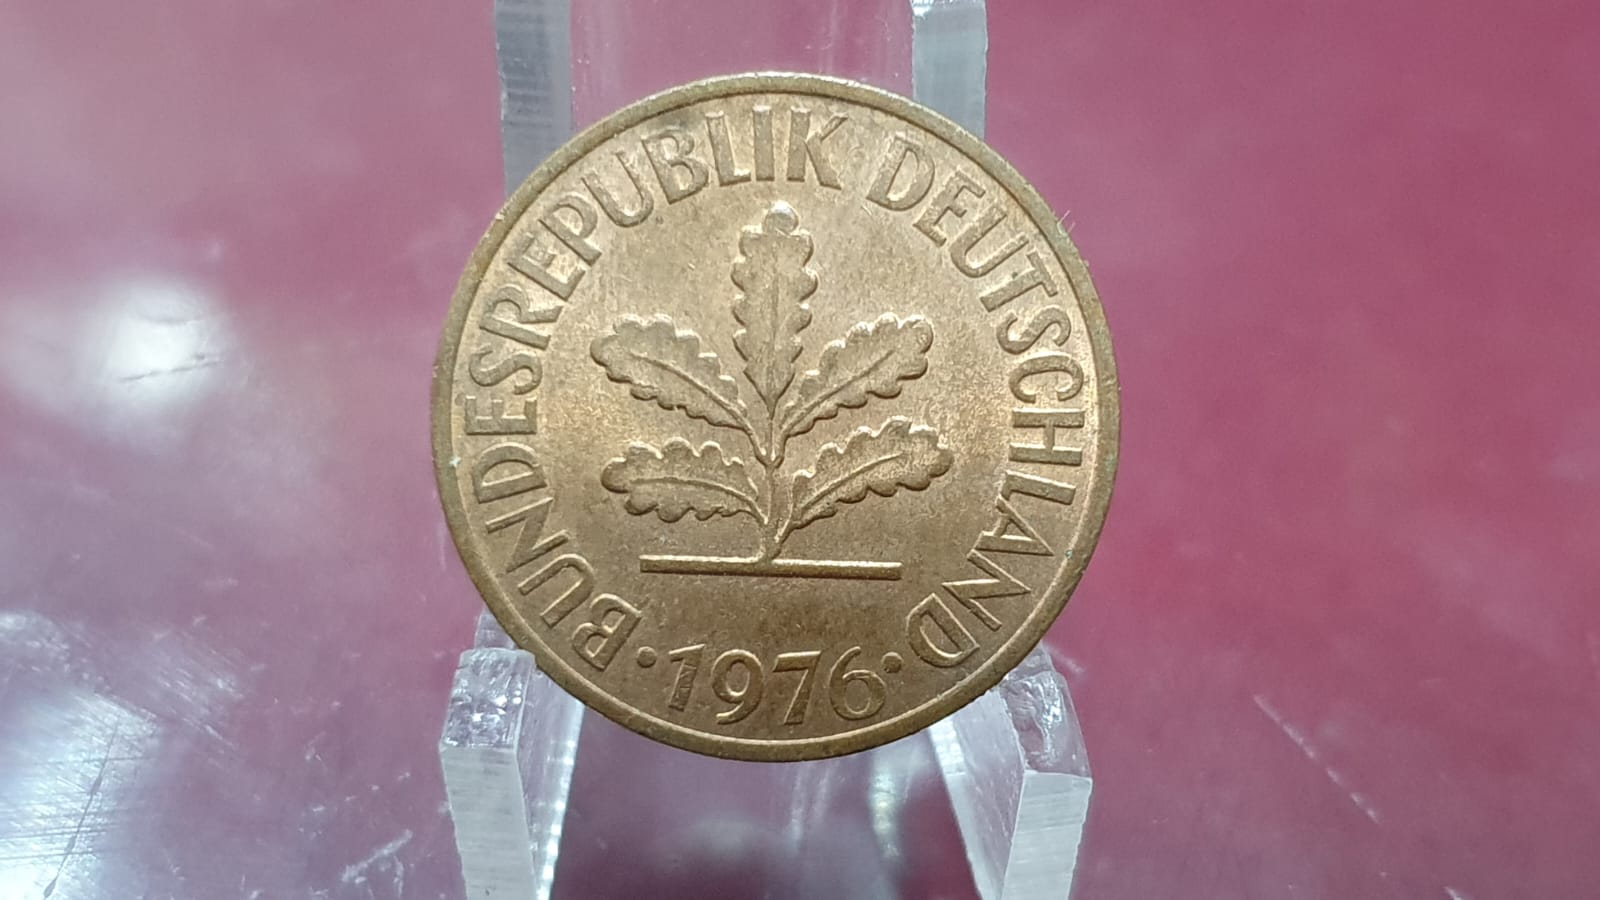 BUNDESREPUBLIK DEUTSCHLAND
· 1976 ·